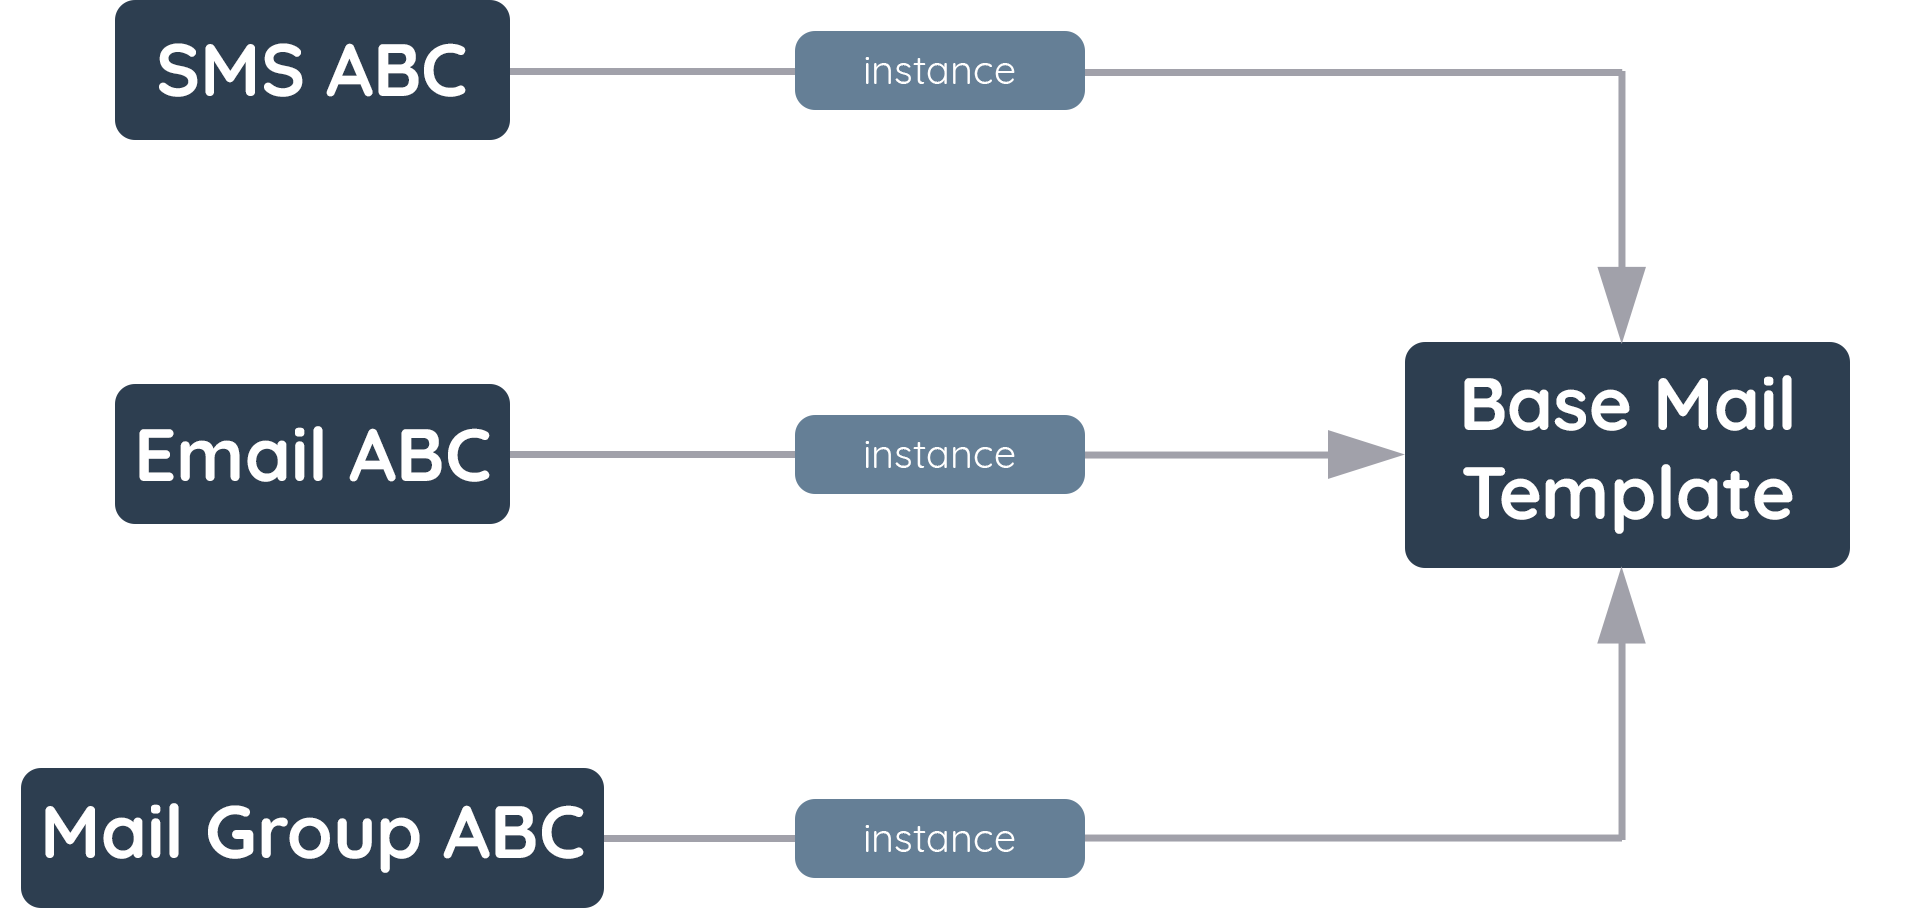 SMS ABC
instance
Email ABC
instance
Base Mail
Template
Mail Group ABC
instance